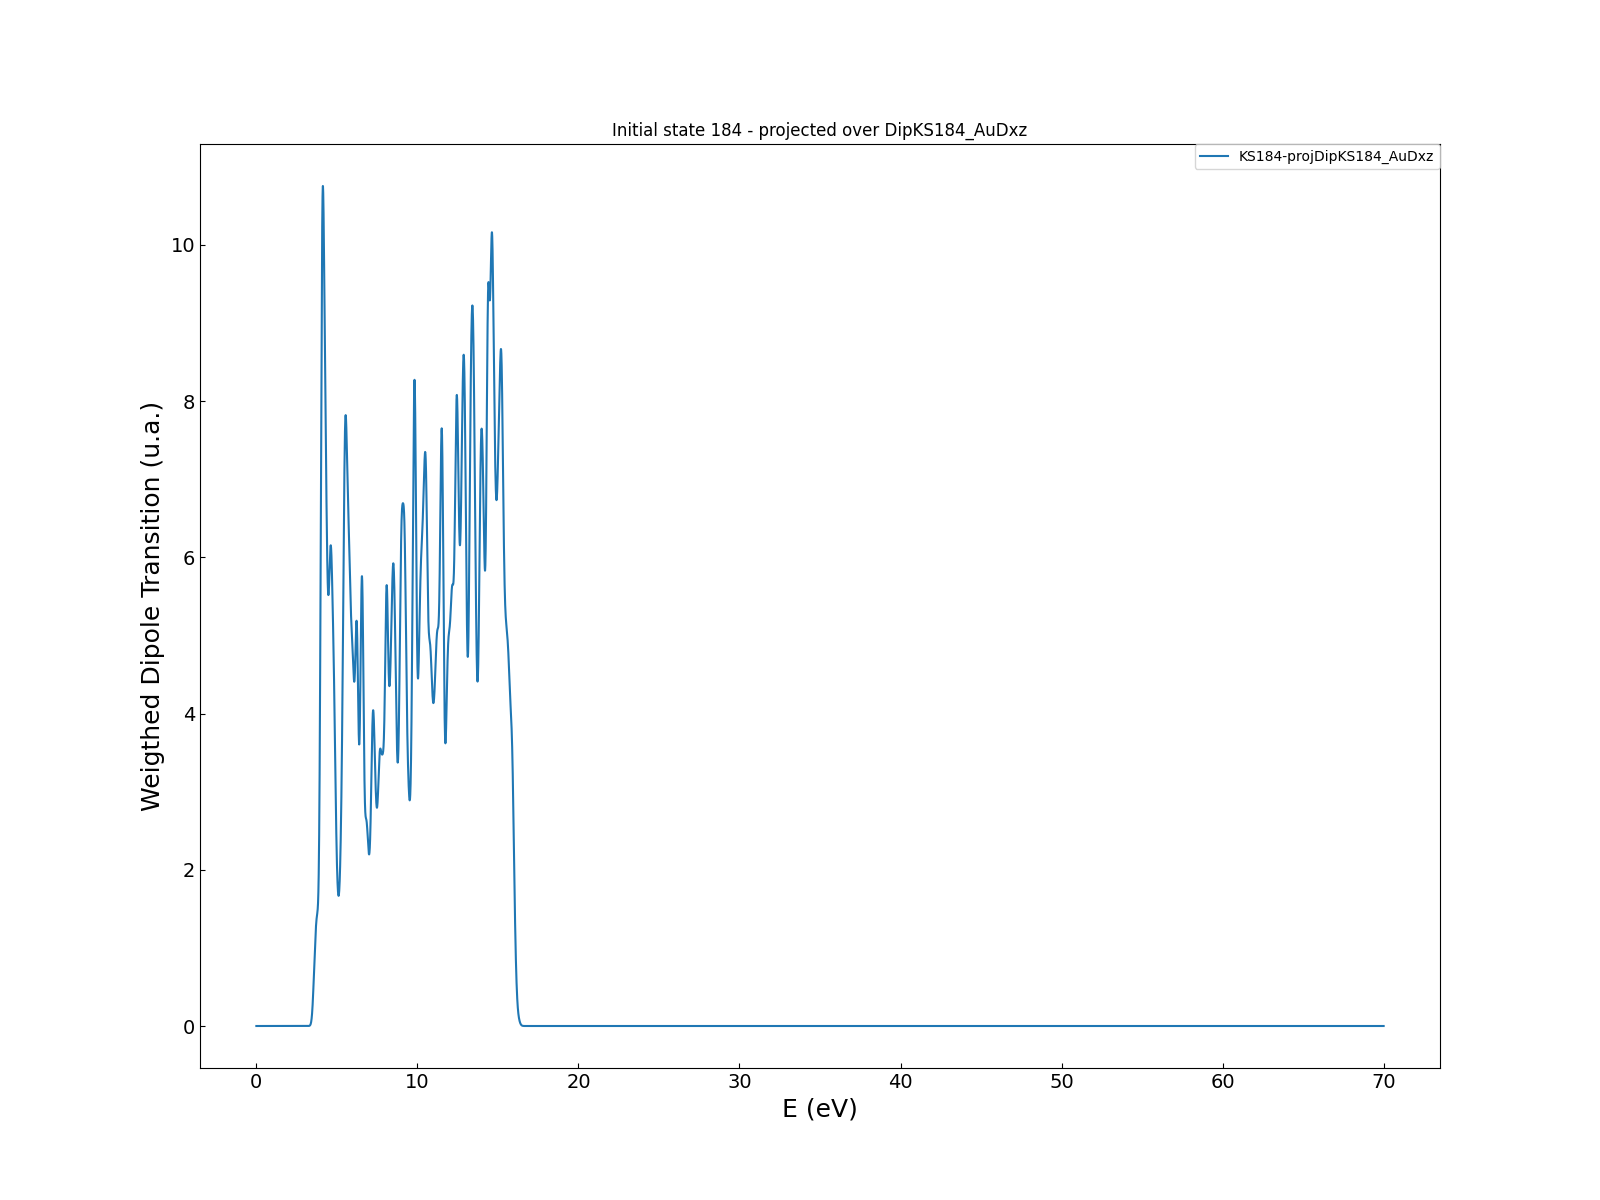 Initial state 184 - projected over DipKS184_AuDxz
KS184-projDipKS184_AuDxz
Weigthed Dipole Transition (u.a.)
10
8
6
4
2
0
0 10 20 30 40 50 60 70
E (eV)